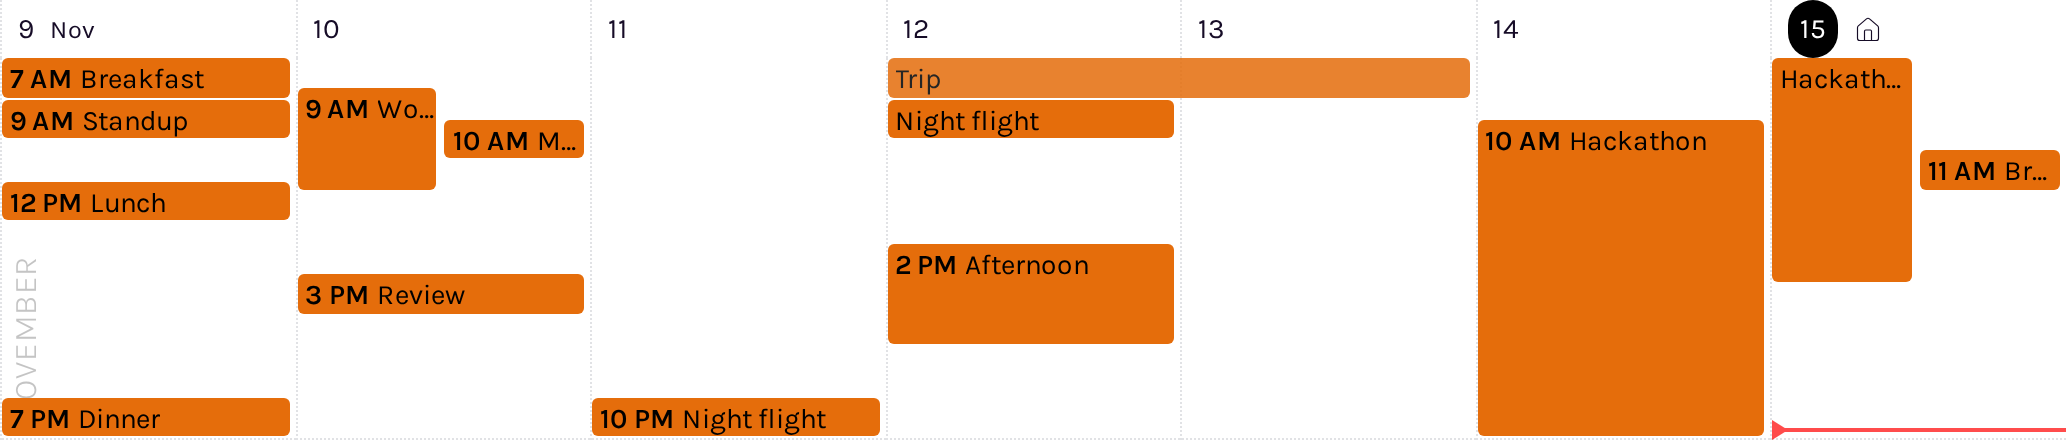 9 Nov
10
11
12
13
14
15
7 AM Breakfast
9 AM Standup
12 PM Lunch
OVEMBER
7 PM Dinner
9 AM Wo...
10 AM M...
3 PM Review
10 PM Night flight
Trip
Night flight
2 PM Afternoon
10 AM Hackathon
Hackath...
11 AM Br...